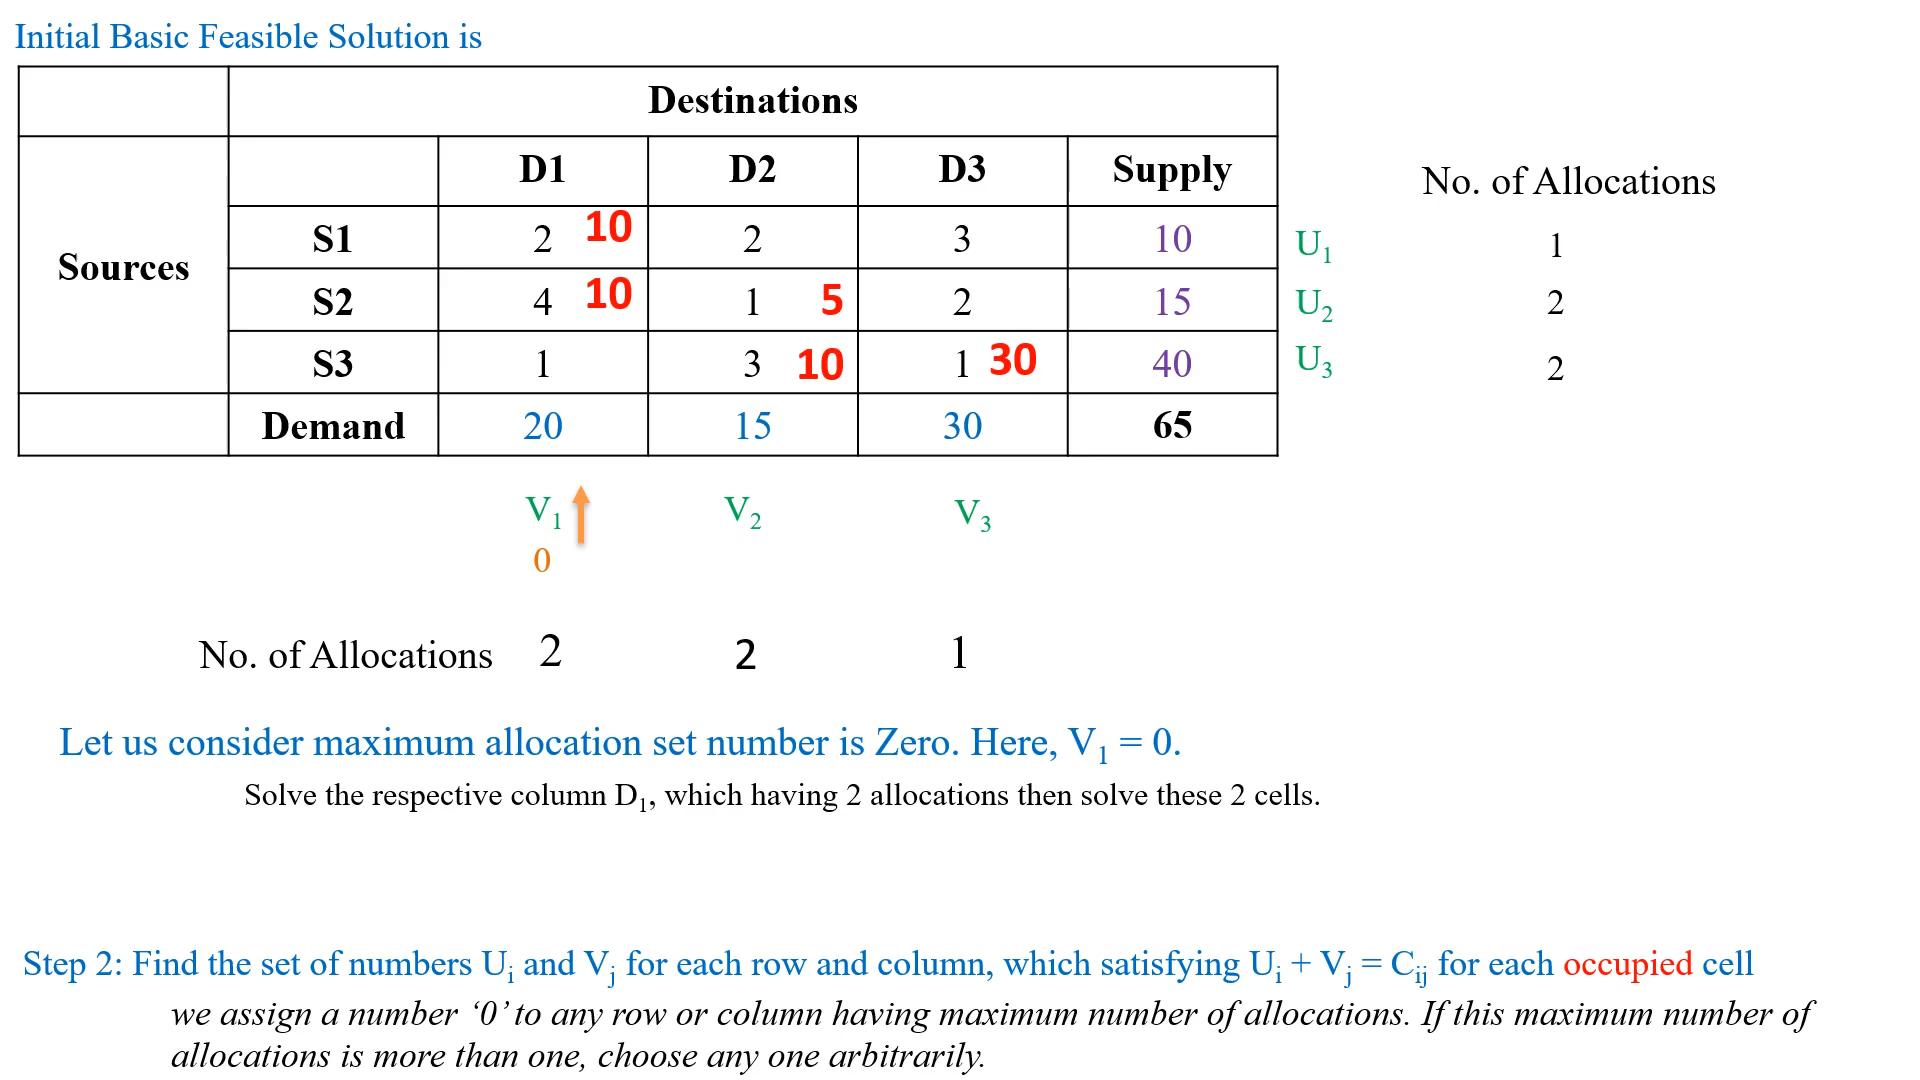 Initial Basic Feasible Solution is
Destinations
Sources D1 D2 D3 Supply
S1 2 10 2 3 10 U1
S2 4 10 1 5 2 15 U2
S3 1 3 10 1 30 40 U3
Demand 20 15 30 65
No. of Allocations
1
2
2
V1 V2 V3
0
No. of Allocations 2 2 1
Let us consider maximum allocation set number is Zero. Here, V1 = 0.
Solve the respective column D1, which having 2 allocations then solve these 2 cells.
Step 2: Find the set of numbers Ui and Vj for each row and column, which satisfying Ui + Vj = Cij for each occupied cell
we assign a number ‘0’ to any row or column having maximum number of allocations. If this maximum number of
allocations is more than one, choose any one arbitrarily.